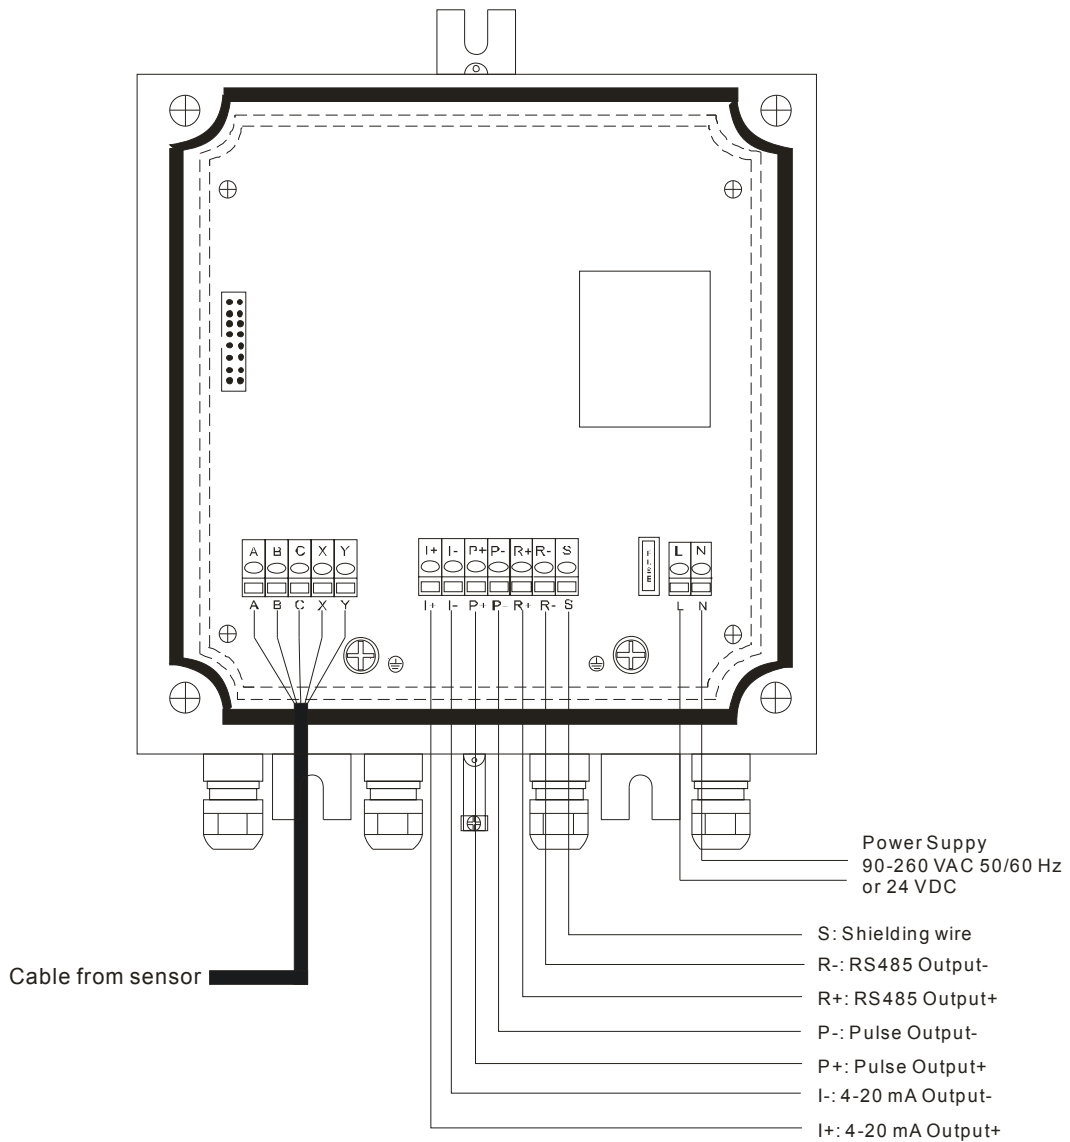 A B C X Y
I+ I- P+ P- R+ R- S
L N
A B C X Y
I+ I- P+ P- R+ R- S
L N
Power Suppy
90-260 VAC 50/60 Hz
or 24 VDC
S: Shielding wire
R-: RS485 Output-
Cable from sensor
R+: RS485 Output+
P-: Pulse Output-
P+: Pulse Output+
I-: 4-20 mA Output-
I+: 4-20 mA Output+